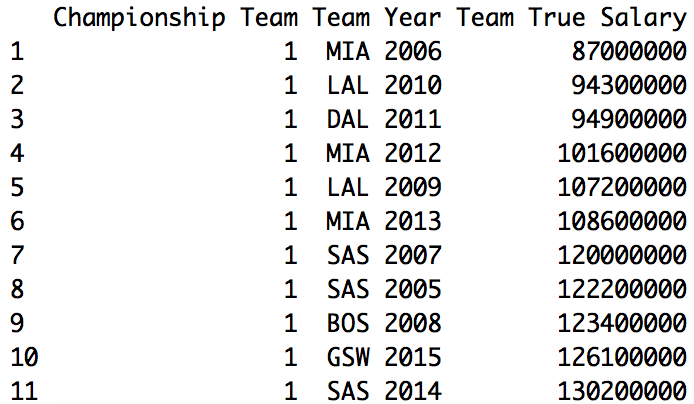 Championship Team Team Year Team True Salary
1 1 MIA 2006 87000000
2 1 LAL 2010 94300000
3 1 DAL 2011 94900000
4 1 MIA 2012 101600000
5 1 LAL 2009 107200000
6 1 MIA 2013 108600000
7 1 SAS 2007 120000000
8 1 SAS 2005 122200000
9 1 BOS 2008 123400000
10 1 GSW 2015 126100000
11 1 SAS 2014 130200000